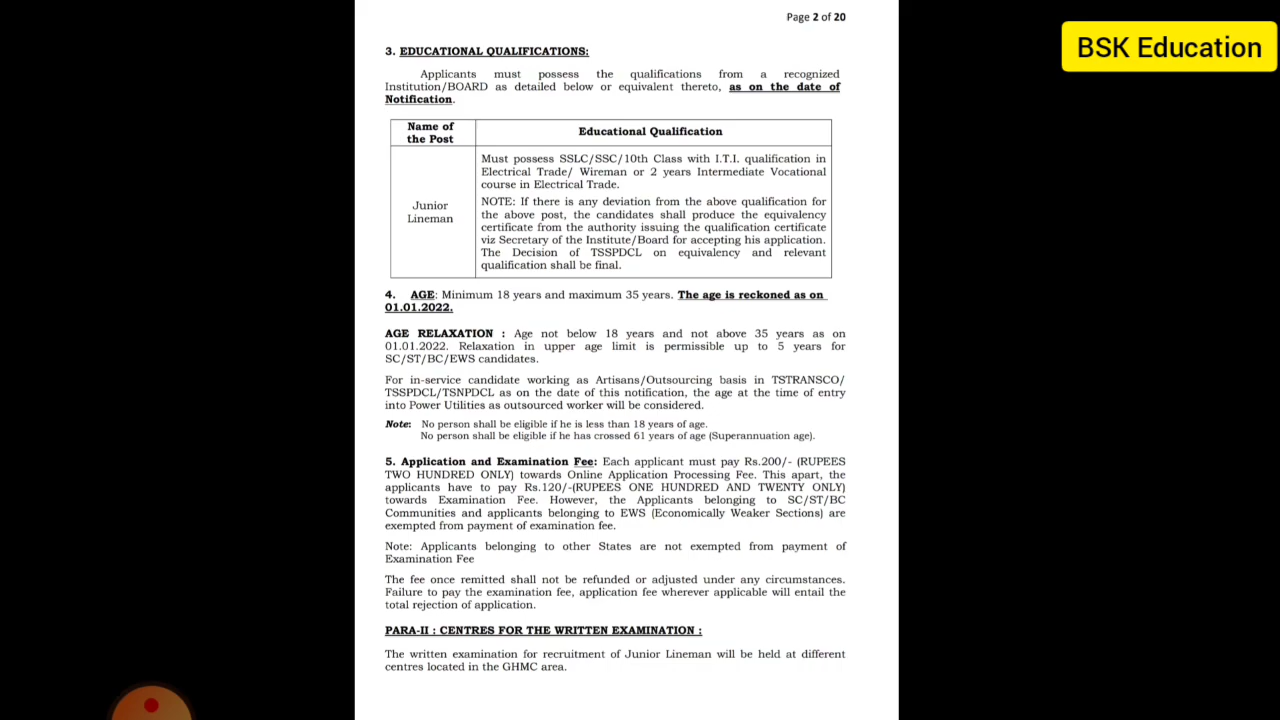 Page 2 of 20
BSK Education
3. EDUCATIONAL QUALIFICATIONS:
Applicants must possess the qualifications from a recognized
Institution/BOARD as detailed below or equivalent thereto, as on the date of
Notification.
Name of
the Post
Educational Qualification
Junior
Lineman
Must possess SSLC/SSC/10th Class with I.T.I. qualification in
Electrical Trade/ Wireman or 2 years Intermediate Vocational
course in Electrical Trade.
NOTE: If there is any deviation from the above qualification for
the above post, the candidates shall produce the equivalency
certificate from the authority issuing the qualification certificate
viz Secretary of the Institute/Board for accepting his application.
The Decision of TSSPDCL on equivalency and relevant
qualification shall be final.
4. AGE: Minimum 18 years and maximum 35 years. The age is reckoned as on
01.01.2022.
AGE RELAXATION : Age not below 18 years and not above 35 years as on
01.01.2022. Relaxation in upper age limit is permissible up to 5 years for
SC/ST/BC/EWS candidates.
For in-service candidate working as Artisans/Outsourcing basis in TSTRANSCO/
TSSPDCL/TSNPDCL as on the date of this notification, the age at the time of entry
into Power Utilities as outsourced worker will be considered.
Note: No person shall be eligible if he is less than 18 years of age.
No person shall be eligible if he has crossed 61 years of age (Superannuation age).
5. Application and Examination Fee: Each applicant must pay Rs.200/- (RUPEES
TWO HUNDRED ONLY) towards Online Application Processing Fee. This apart, the
applicants have to pay Rs.120/-(RUPEES ONE HUNDRED AND TWENTY ONLY)
towards Examination Fee. However, the Applicants belonging to SC/ST/BC
Communities and applicants belonging to EWS (Economically Weaker Sections) are
exempted from payment of examination fee.
Note: Applicants belonging to other States are not exempted from payment of
Examination Fee
The fee once remitted shall not be refunded or adjusted under any circumstances.
Failure to pay the examination fee, application fee wherever applicable will entail the
total rejection of application.
PARA-II : CENTRES FOR THE WRITTEN EXAMINATION :
The written examination for recruitment of Junior Lineman will be held at different
centres located in the GHMC area.